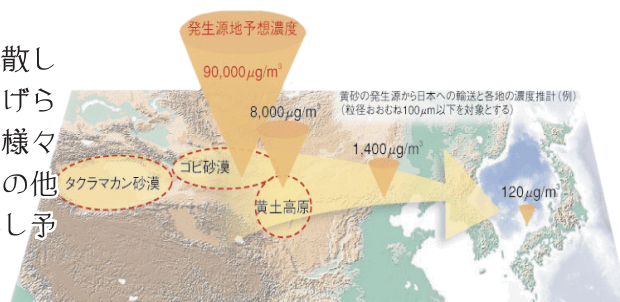 しら々他予
散げ様のし
発生源地予想濃度
90,000μg/m³
8,000μg/m³
黄砂の発生源から日本への輸送と各地の濃度推計（例）
（粒径おおむね100μm以下を対象とする）
1,400μg/m³
ゴビ砂漠
タクラマカン砂漠
黄土高原
120μg/m³